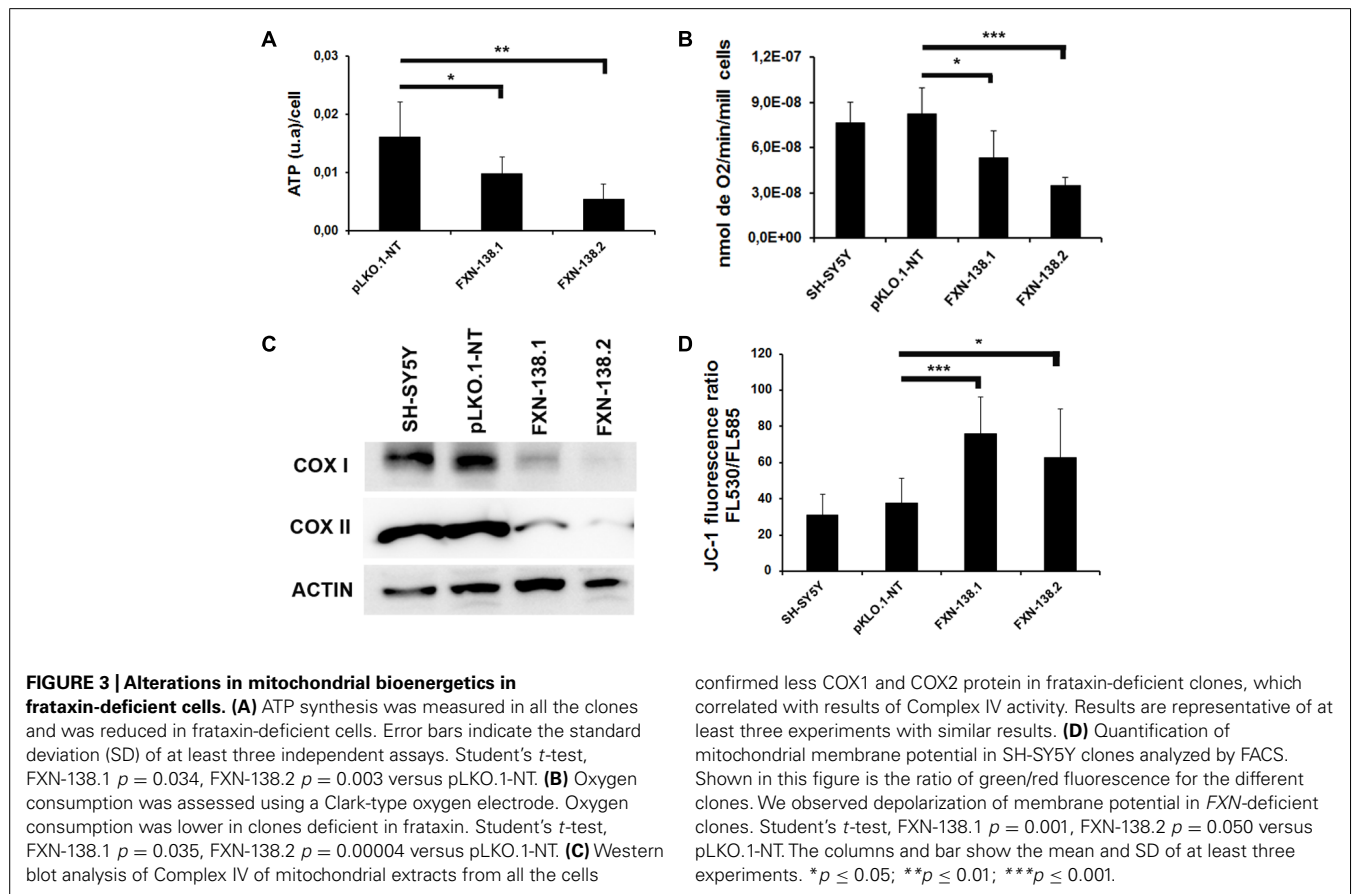 A
**
*
0,03
0,02
0,01
0,00
ATP (u.a)/cell
pLKO.1-NT
FXN-138.1
FXN-138.2
B
***
*
1,2E-07
9,0E-08
6,0E-08
3,0E-08
0,0E+00
nmol de O2/min/mill cells
SH-SY5Y
pKLO.1-NT
FXN-138.1
FXN-138.2
C
SH-SY5Y
pLKO.1-NT
FXN-138.1
FXN-138.2
COX I
COX II
ACTIN
D
*
***
120
100
80
60
40
20
0
JC-1 fluorescence ratio
FL530/FL585
SH-SY5Y
pKLO.1-NT
FXN-138.1
FXN-138.2
FIGURE 3 | Alterations in mitochondrial bioenergetics in
frataxin-deficient cells. (A) ATP synthesis was measured in all the clones
and was reduced in frataxin-deficient cells. Error bars indicate the standard
deviation (SD) of at least three independent assays. Student's t-test,
FXN-138.1 p = 0.034, FXN-138.2 p = 0.003 versus pLKO.1-NT. (B) Oxygen
consumption was assessed using a Clark-type oxygen electrode. Oxygen
consumption was lower in clones deficient in frataxin. Student's t-test,
FXN-138.1 p = 0.035, FXN-138.2 p = 0.00004 versus pLKO.1-NT. (C) Western
blot analysis of Complex IV of mitochondrial extracts from all the cells
confirmed less COX1 and COX2 protein in frataxin-deficient clones, which
correlated with results of Complex IV activity. Results are representative of at
least three experiments with similar results. (D) Quantification of
mitochondrial membrane potential in SH-SY5Y clones analyzed by FACS.
Shown in this figure is the ratio of green/red fluorescence for the different
clones. We observed depolarization of membrane potential in FXN-deficient
clones. Student's t-test, FXN-138.1 p = 0.001, FXN-138.2 p = 0.050 versus
pLKO.1-NT. The columns and bar show the mean and SD of at least three
experiments. *p ≤ 0.05; **p ≤ 0.01; ***p ≤ 0.001.